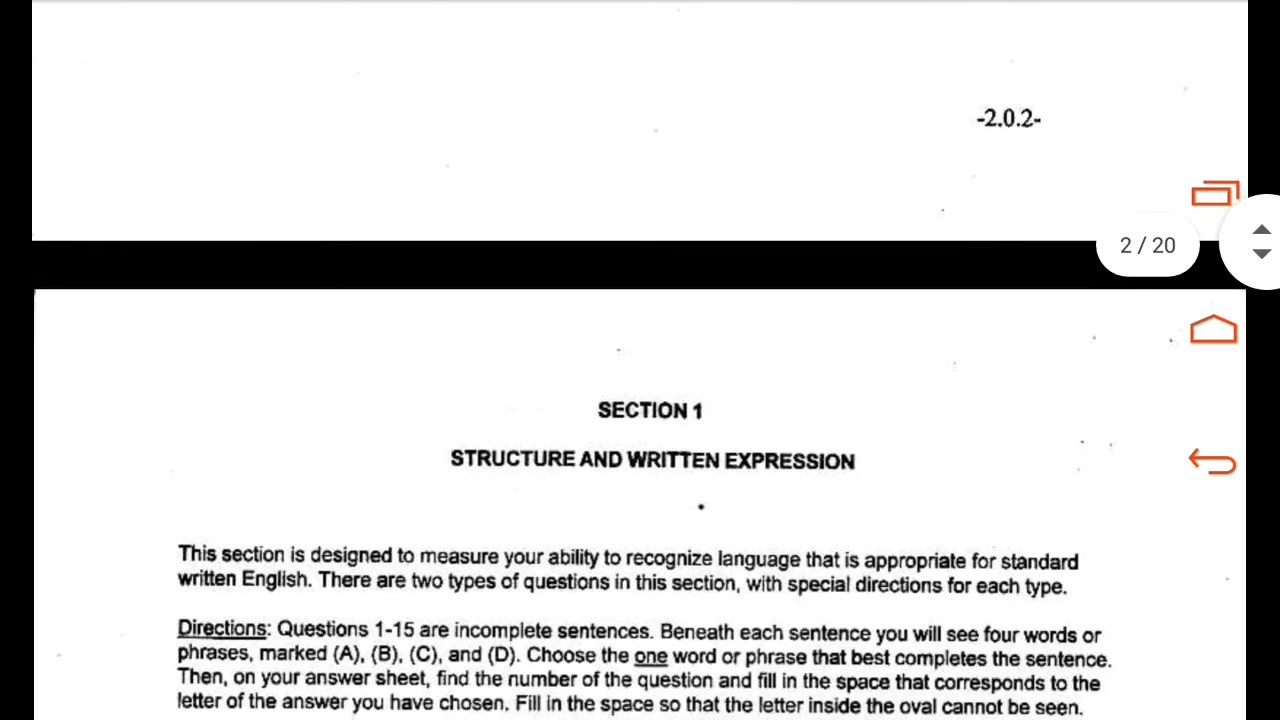 -2.0.2-
2 / 20
SECTION 1
STRUCTURE AND WRITTEN EXPRESSION
This section is designed to measure your ability to recognize language that is appropriate for standard
written English. There are two types of questions in this section, with special directions for each type.
Directions: Questions 1-15 are incomplete sentences. Beneath each sentence you will see four words or
phrases, marked (A), (B), (C), and (D). Choose the one word or phrase that best completes the sentence.
Then, on your answer sheet, find the number of the question and fill in the space that corresponds to the
letter of the answer you have chosen. Fill in the space so that the letter inside the oval cannot be seen.